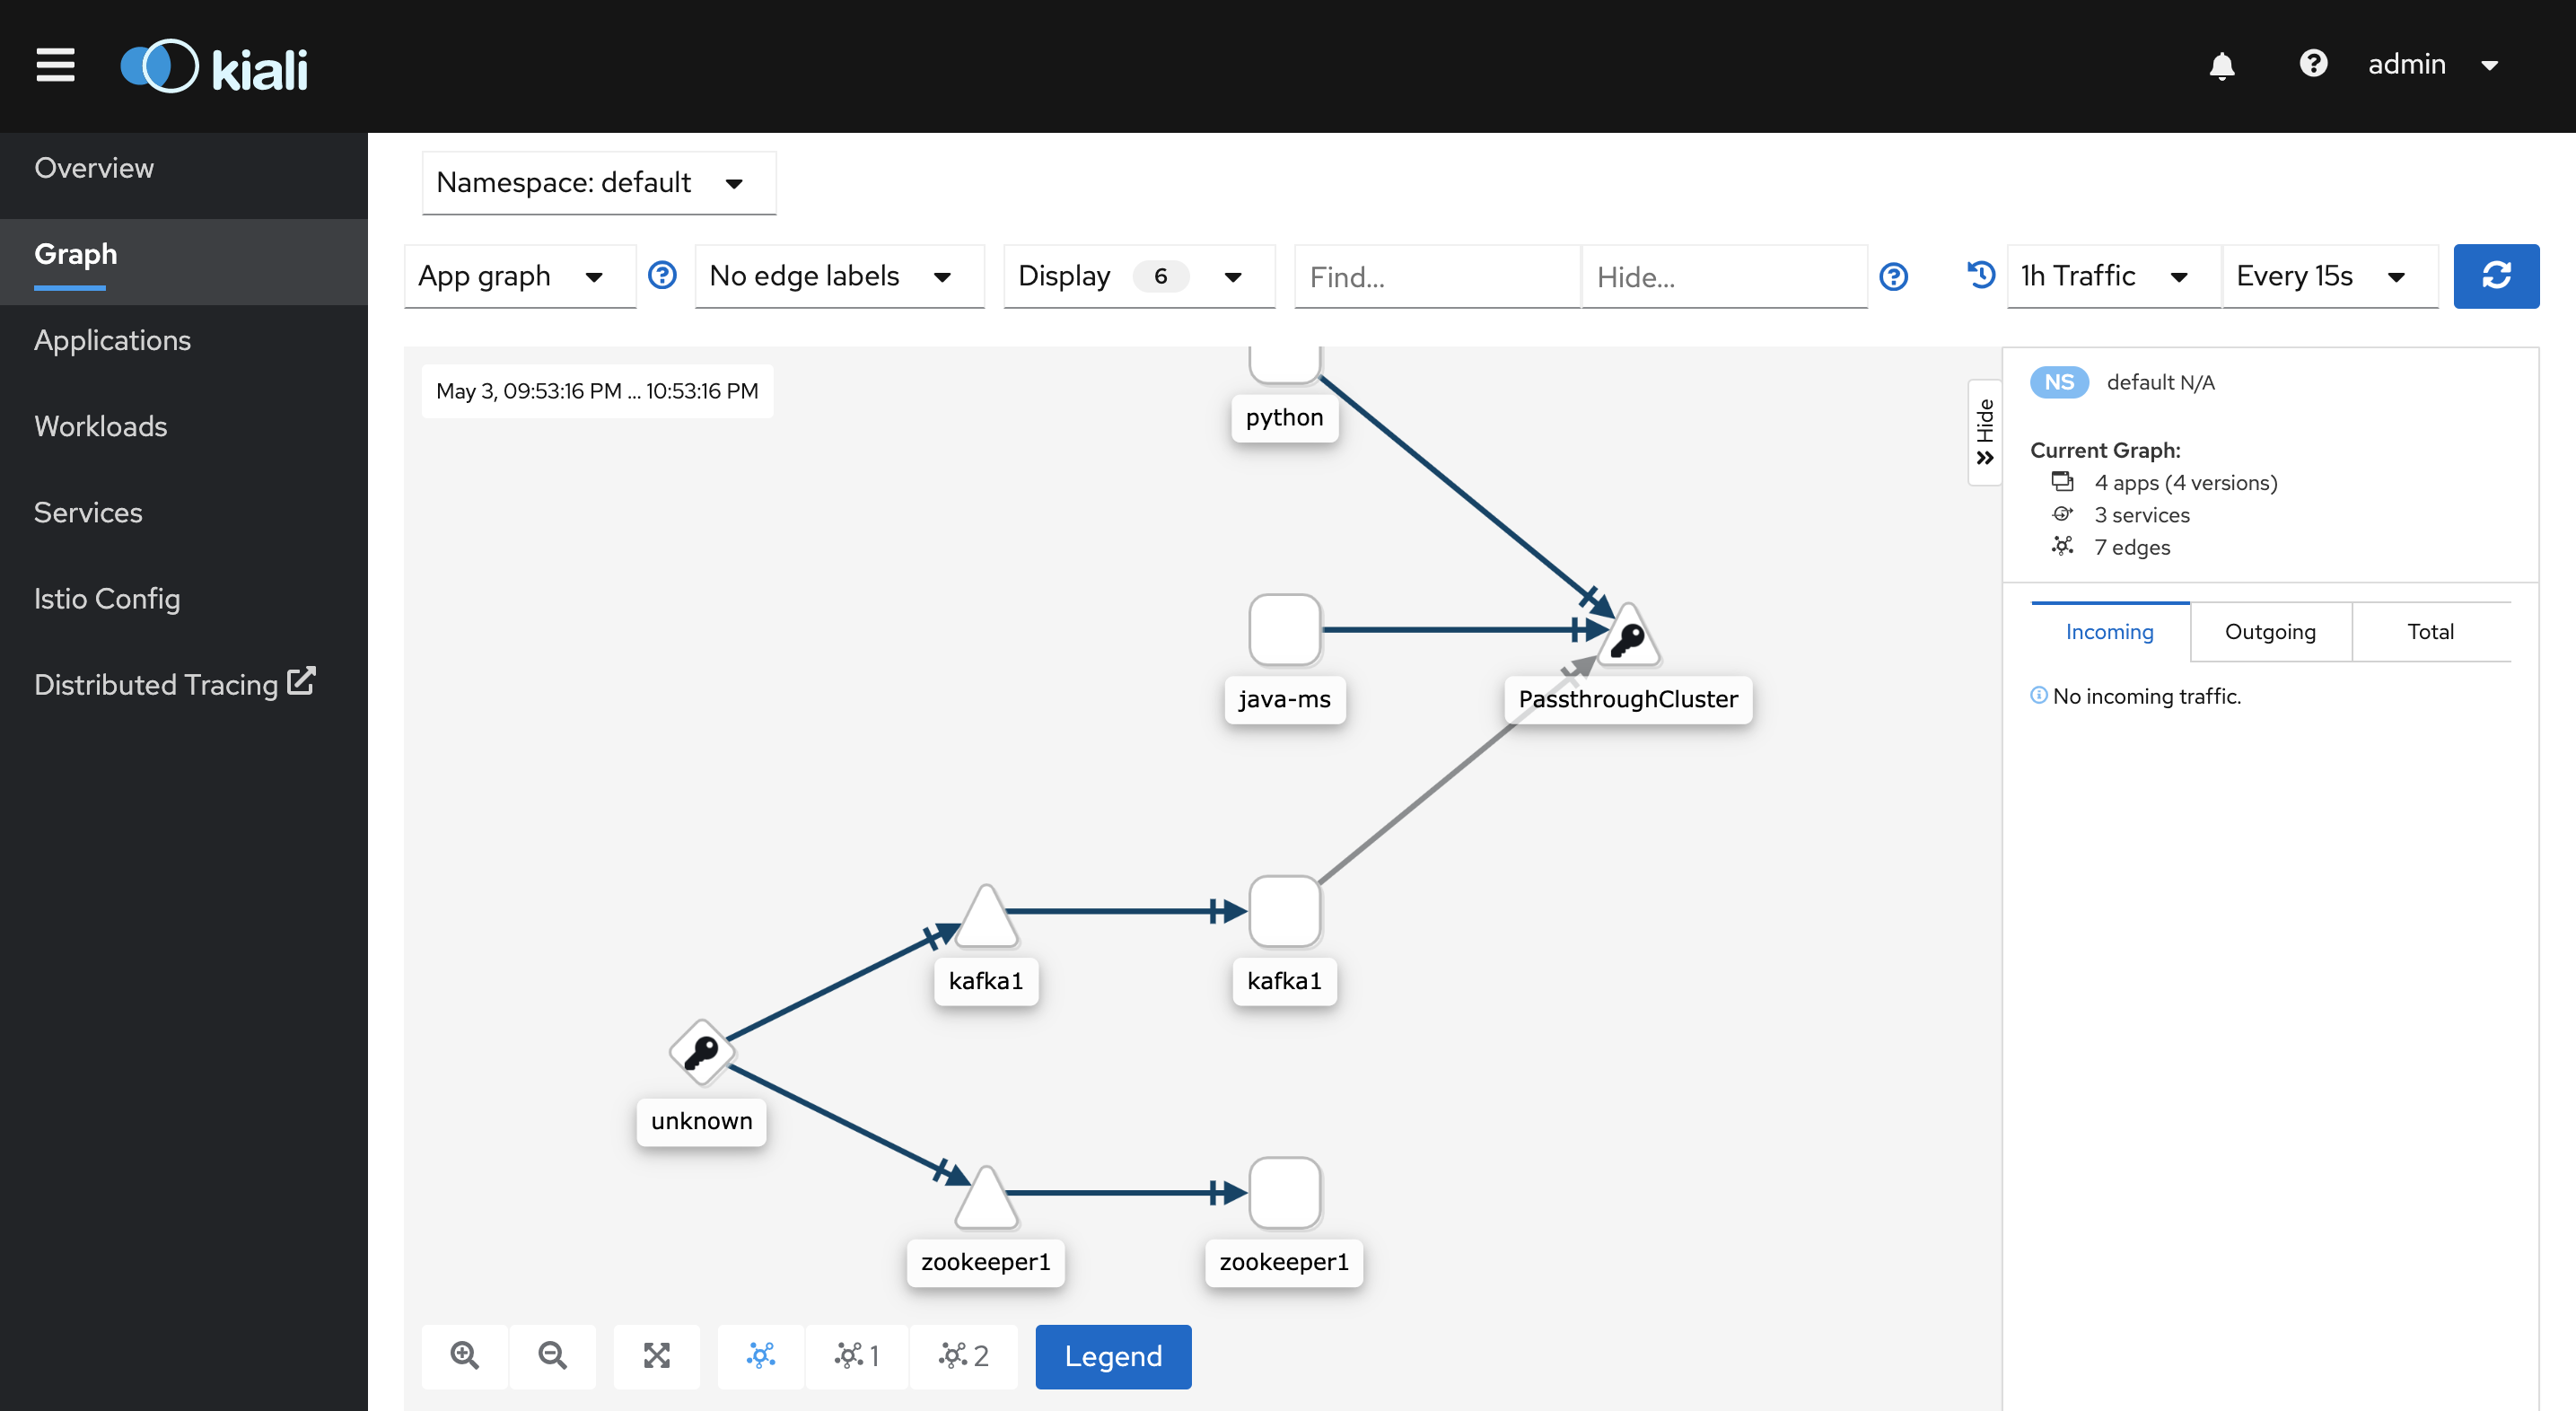 kiali
admin
Overview
Graph
Applications
Workloads
Services
Istio Config
Distributed Tracing
Namespace: default
App graph
No edge labels
Display 6
Find...
Hide...
1h Traffic
Every 15s
May 3, 09:53:16 PM ... 10:53:16 PM
python
java-ms
PassthroughCluster
kafka1
kafka1
unknown
zookeeper1
zookeeper1
1
2
Legend
Hide
NS default N/A
Current Graph:
4 apps (4 versions)
3 services
7 edges
Incoming
Outgoing
Total
No incoming traffic.